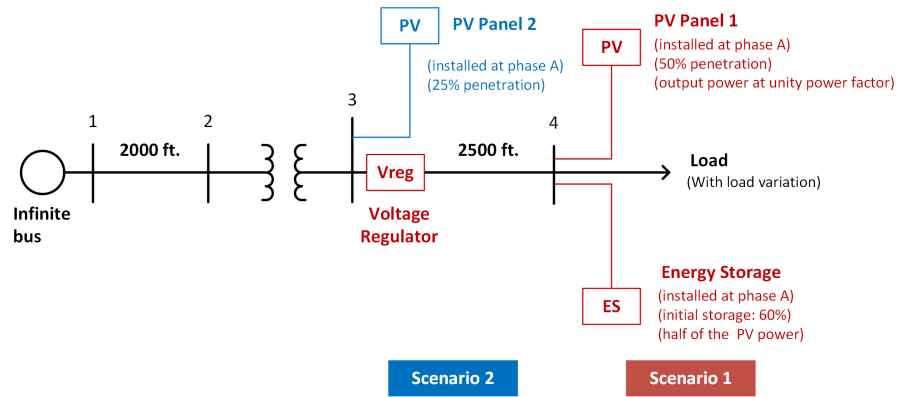 PV
PV Panel 2
(installed at phase A)
(25% penetration)
PV
PV Panel 1
(installed at phase A)
(50% penetration)
(output power at unity power factor)
1
2
3
4
2000 ft.
2500 ft.
Vreg
Voltage
Regulator
Infinite
bus
Load
(With load variation)
ES
Energy Storage
(installed at phase A)
(initial storage: 60%)
(half of the PV power)
Scenario 2
Scenario 1